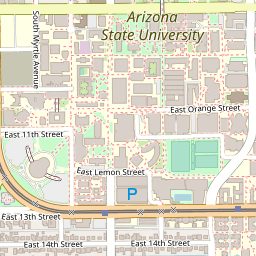 Arizona
State University
South Myrtle Avenue
East Orange Street
East 11th Street
East Lemon Street
P
East 13th Street
East 14th Street
East 14th Street